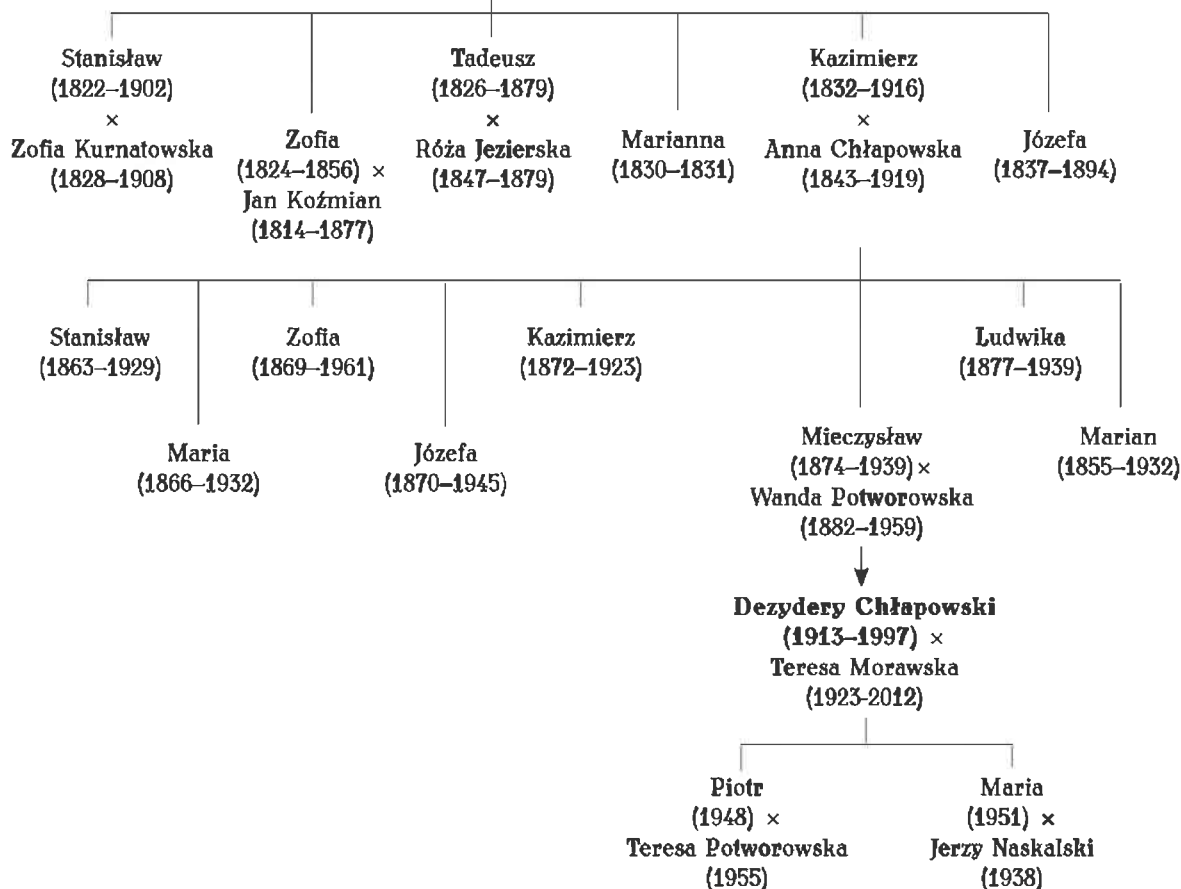 Stanisław
(1822–1902)
×
Zofia Kurnatowska
(1828–1908)
Zofia
(1824–1856) ×
Jan Koźmian
(1814–1877)
Tadeusz
(1826–1879)
×
Róża Jezierska
(1847–1879)
Marianna
(1830–1831)
Kazimierz
(1832–1916)
×
Anna Chłapowska
(1843–1919)
Józefa
(1837–1894)
Stanisław
(1863–1929)
Maria
(1866–1932)
Zofia
(1869–1961)
Józefa
(1870–1945)
Kazimierz
(1872–1923)
Mieczysław
(1874–1939) ×
Wanda Potworowska
(1882–1959)
Ludwika
(1877–1939)
Marian
(1855–1932)
Dezydery Chłapowski
(1913–1997) ×
Teresa Morawska
(1923-2012)
Piotr
(1948) ×
Teresa Potworowska
(1955)
Maria
(1951) ×
Jerzy Naskalski
(1938)